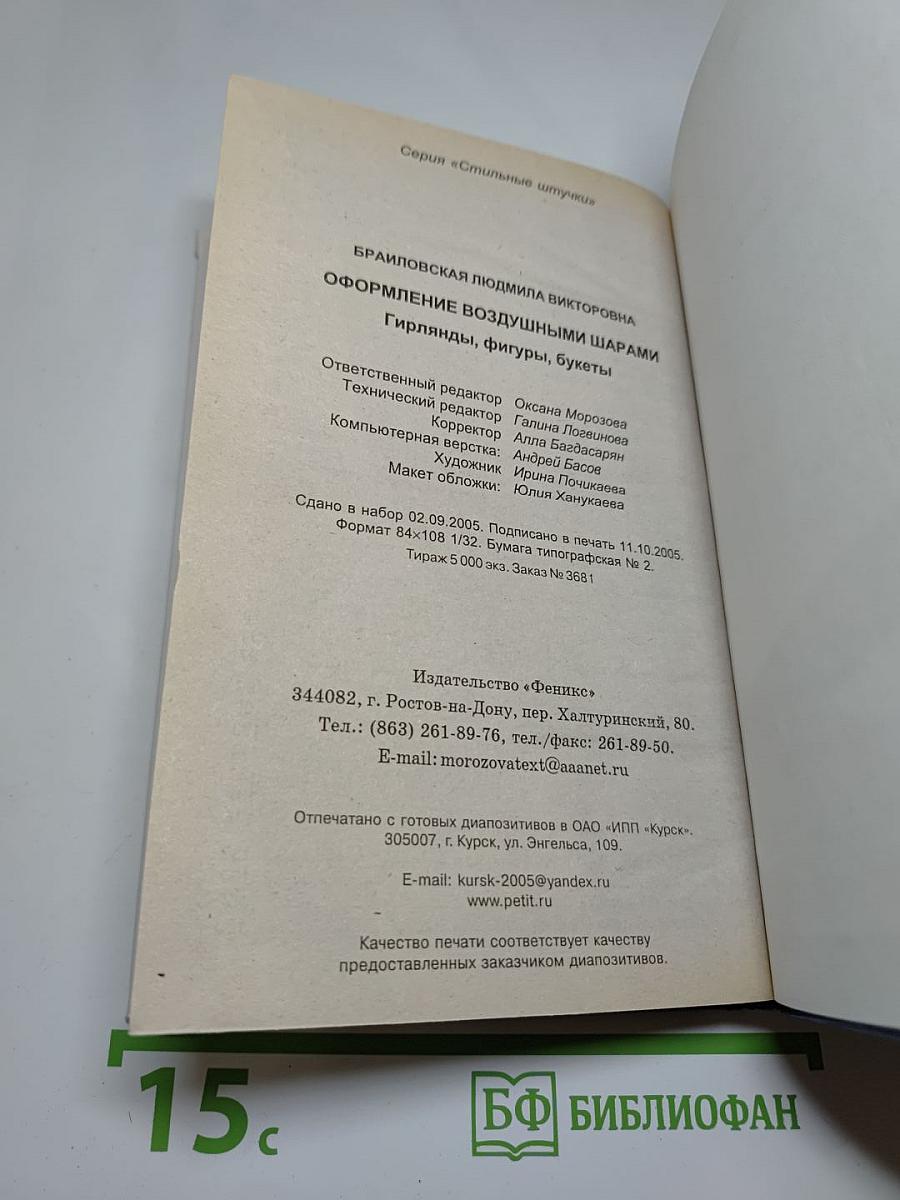 Серия «Стильные штучки»
БРАИЛОВСКАЯ ЛЮДМИЛА ВИКТОРОВНА
ОФОРМЛЕНИЕ ВОЗДУШНЫМИ ШАРАМИ
Гирлянды, фигуры, букеты
Ответственный редактор Оксана Морозова
Технический редактор Галина Логвинова
Корректор Алла Багдасарян
Компьютерная верстка: Андрей Басов
Художник Ирина Почикаева
Макет обложки: Юлия Ханукаева
Сдано в набор 02.09.2005. Подписано в печать 11.10.2005.
Формат 84×108 1/32. Бумага типографская № 2.
Тираж 5 000 экз. Заказ № 3681
Издательство «Феникс»
344082, г. Ростов-на-Дону, пер. Халтуринский, 80.
Тел.: (863) 261-89-76, тел./факс: 261-89-50.
E-mail: morozovatext@aaanet.ru
Отпечатано с готовых диапозитивов в ОАО «ИПП «Курск».
305007, г. Курск, ул. Энгельса, 109.
E-mail: kursk-2005@yandex.ru
www.petit.ru
Качество печати соответствует качеству
предоставленных заказчиком диапозитивов.
15 с
БФ БИБЛИОФАН